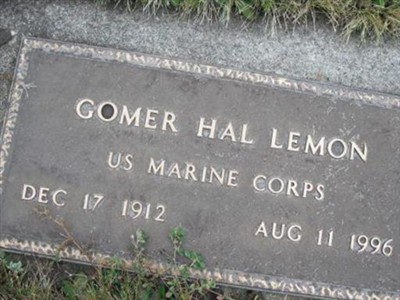 GOMER HAL LEMON
US MARINE CORPS
DEC 17 1912 AUG 11 1996